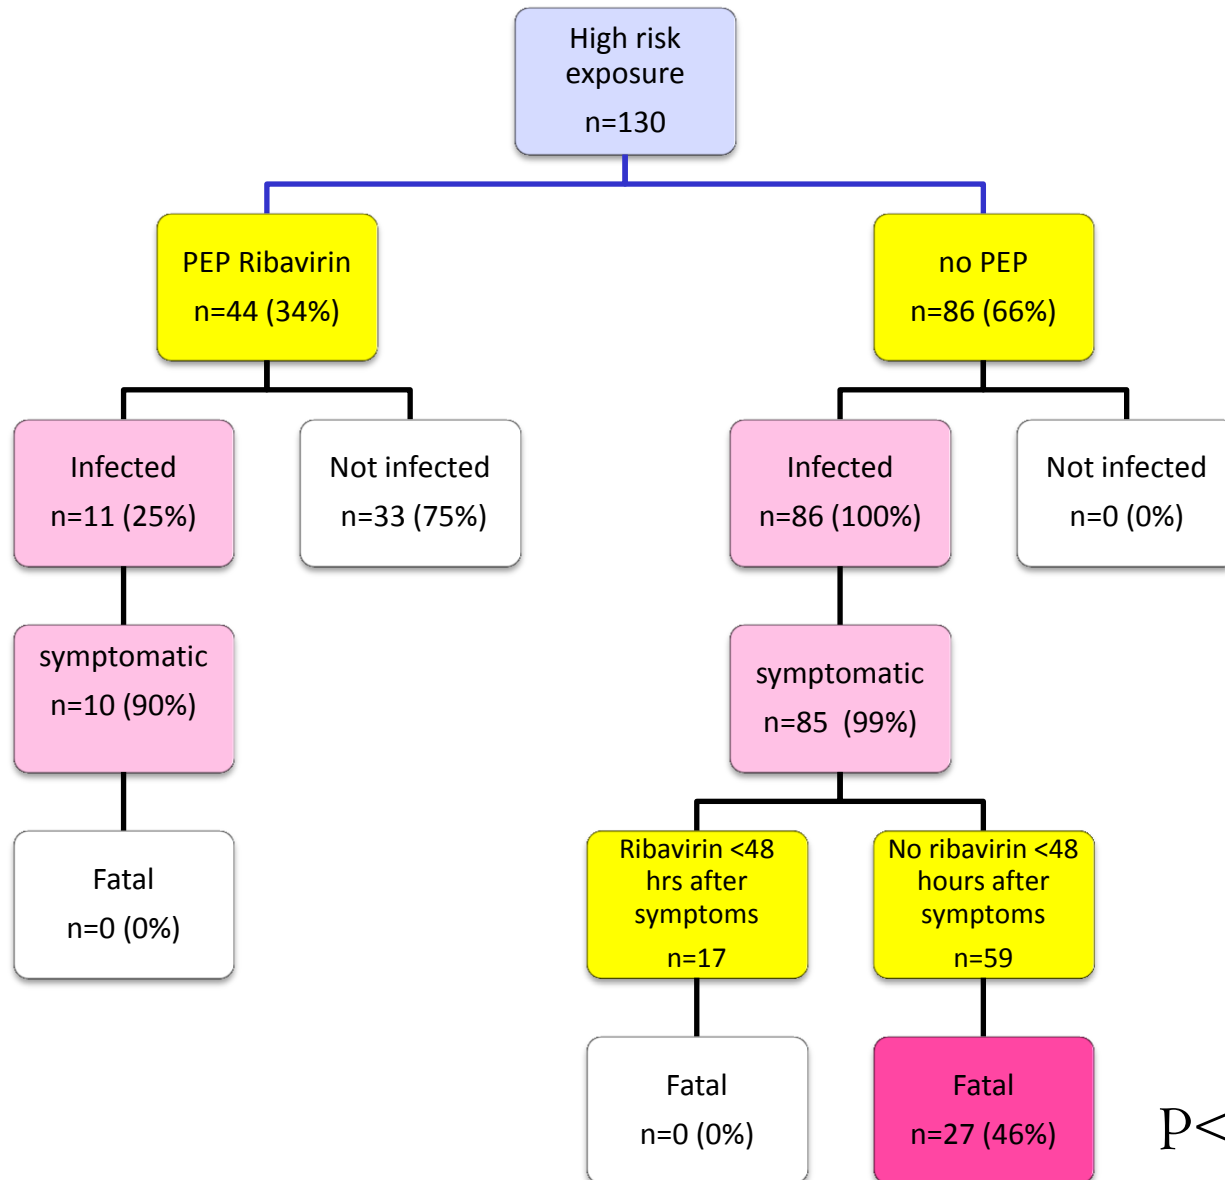 High risk
exposure
n=130
PEP Ribavirin
n=44 (34%)
no PEP
n=86 (66%)
Infected
n=11 (25%)
Not infected
n=33 (75%)
Infected
n=86 (100%)
Not infected
n=0 (0%)
symptomatic
n=10 (90%)
symptomatic
n=85 (99%)
Fatal
n=0 (0%)
Ribavirin <48
hrs after
symptoms
n=17
No ribavirin <48
hours after
symptoms
n=59
Fatal
n=0 (0%)
Fatal
n=27 (46%)
P<